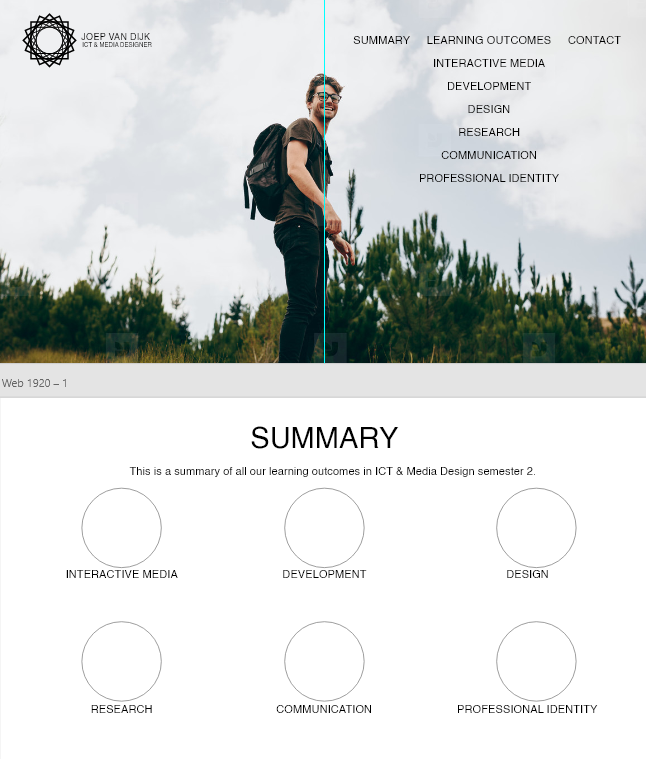 JOEP VAN DIJK
ICT & MEDIA DESIGNER
SUMMARY LEARNING OUTCOMES CONTACT
INTERACTIVE MEDIA
DEVELOPMENT
DESIGN
RESEARCH
COMMUNICATION
PROFESSIONAL IDENTITY
Web 1920 – 1
SUMMARY
This is a summary of all our learning outcomes in ICT & Media Design semester 2.
INTERACTIVE MEDIA DEVELOPMENT DESIGN
RESEARCH COMMUNICATION PROFESSIONAL IDENTITY